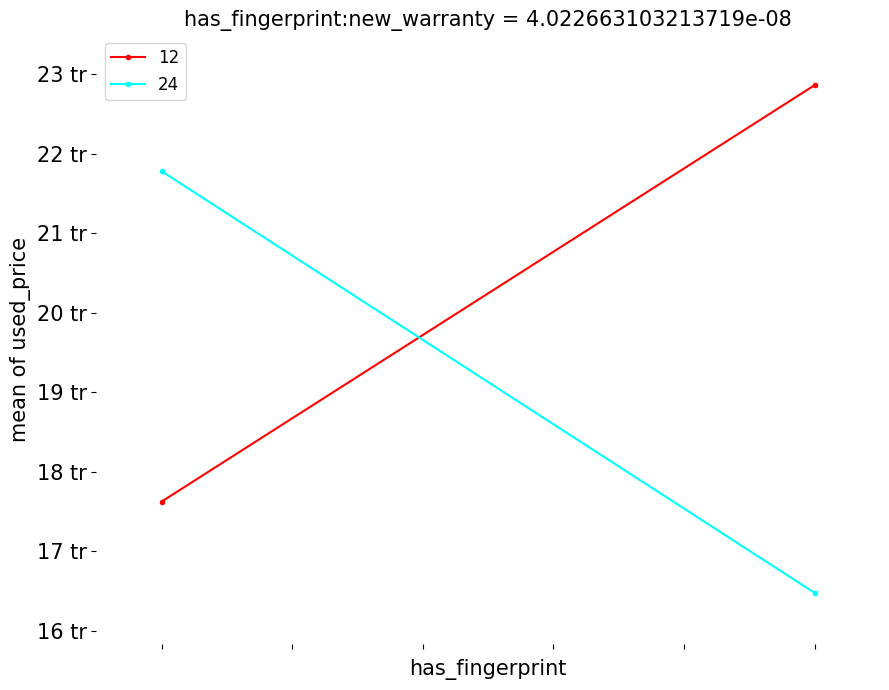 has_fingerprint:new_warranty = 4.022663103213719e-08
12
24
23 tr
22 tr
21 tr
20 tr
19 tr
18 tr
17 tr
16 tr
mean of used_price
has_fingerprint